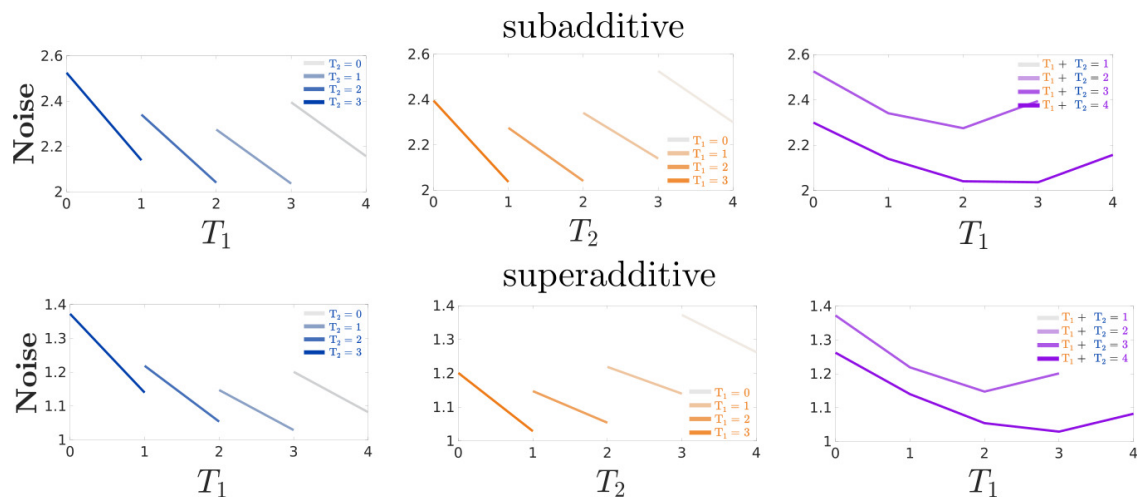 subadditive
Noise
2.6
2.4
2.2
2
0 1 2 3 4
T₁
T₂ = 0
T₂ = 1
T₂ = 2
T₂ = 3
2.6
2.4
2.2
2
0 1 2 3 4
T₂
T₁ = 0
T₁ = 1
T₁ = 2
T₁ = 3
2.6
2.4
2.2
2
0 1 2 3 4
T₁
T₁ + T₂ = 1
T₁ + T₂ = 2
T₁ + T₂ = 3
T₁ + T₂ = 4
superadditive
Noise
1.4
1.3
1.2
1.1
1
0 1 2 3 4
T₁
T₂ = 0
T₂ = 1
T₂ = 2
T₂ = 3
1.4
1.3
1.2
1.1
1
0 1 2 3 4
T₂
T₁ = 0
T₁ = 1
T₁ = 2
T₁ = 3
1.4
1.3
1.2
1.1
1
0 1 2 3 4
T₁
T₁ + T₂ = 1
T₁ + T₂ = 2
T₁ + T₂ = 3
T₁ + T₂ = 4